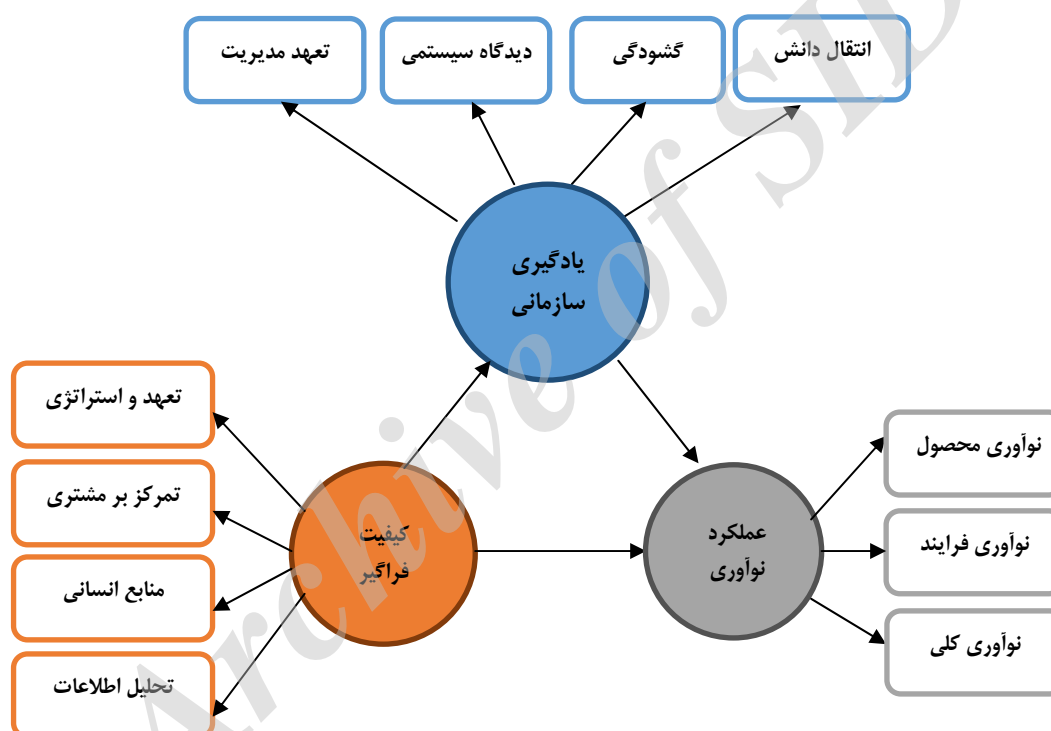 انتقال دانش
گشودگی
دیدگاه سیستمی
تعهد مدیریت
یادگیری
سازمانی
تعهد و استراتژی
تمرکز بر مشتری
منابع انسانی
تحلیل اطلاعات
کیفیت
فراگیر
عملکرد
نوآوری
نوآوری محصول
نوآوری فرایند
نوآوری کلی
Archive of SID